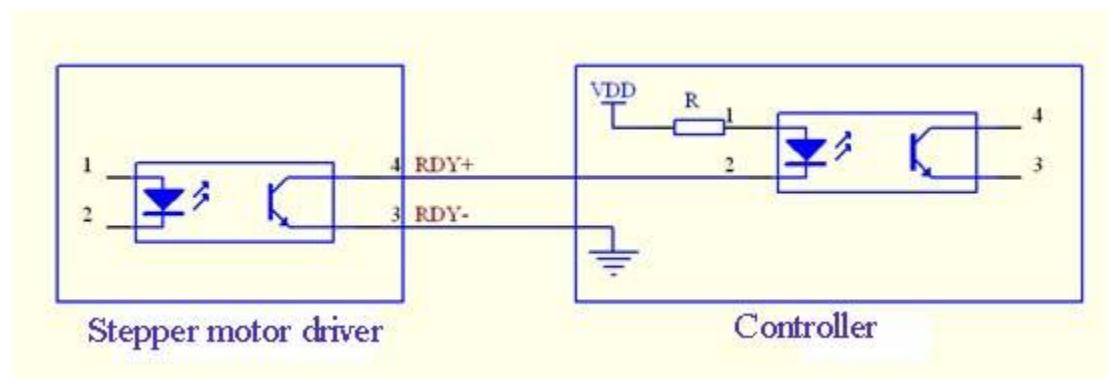 VDD
R
1
4
2
3
1
4 RDY+
2
3 RDY-
Stepper motor driver
Controller